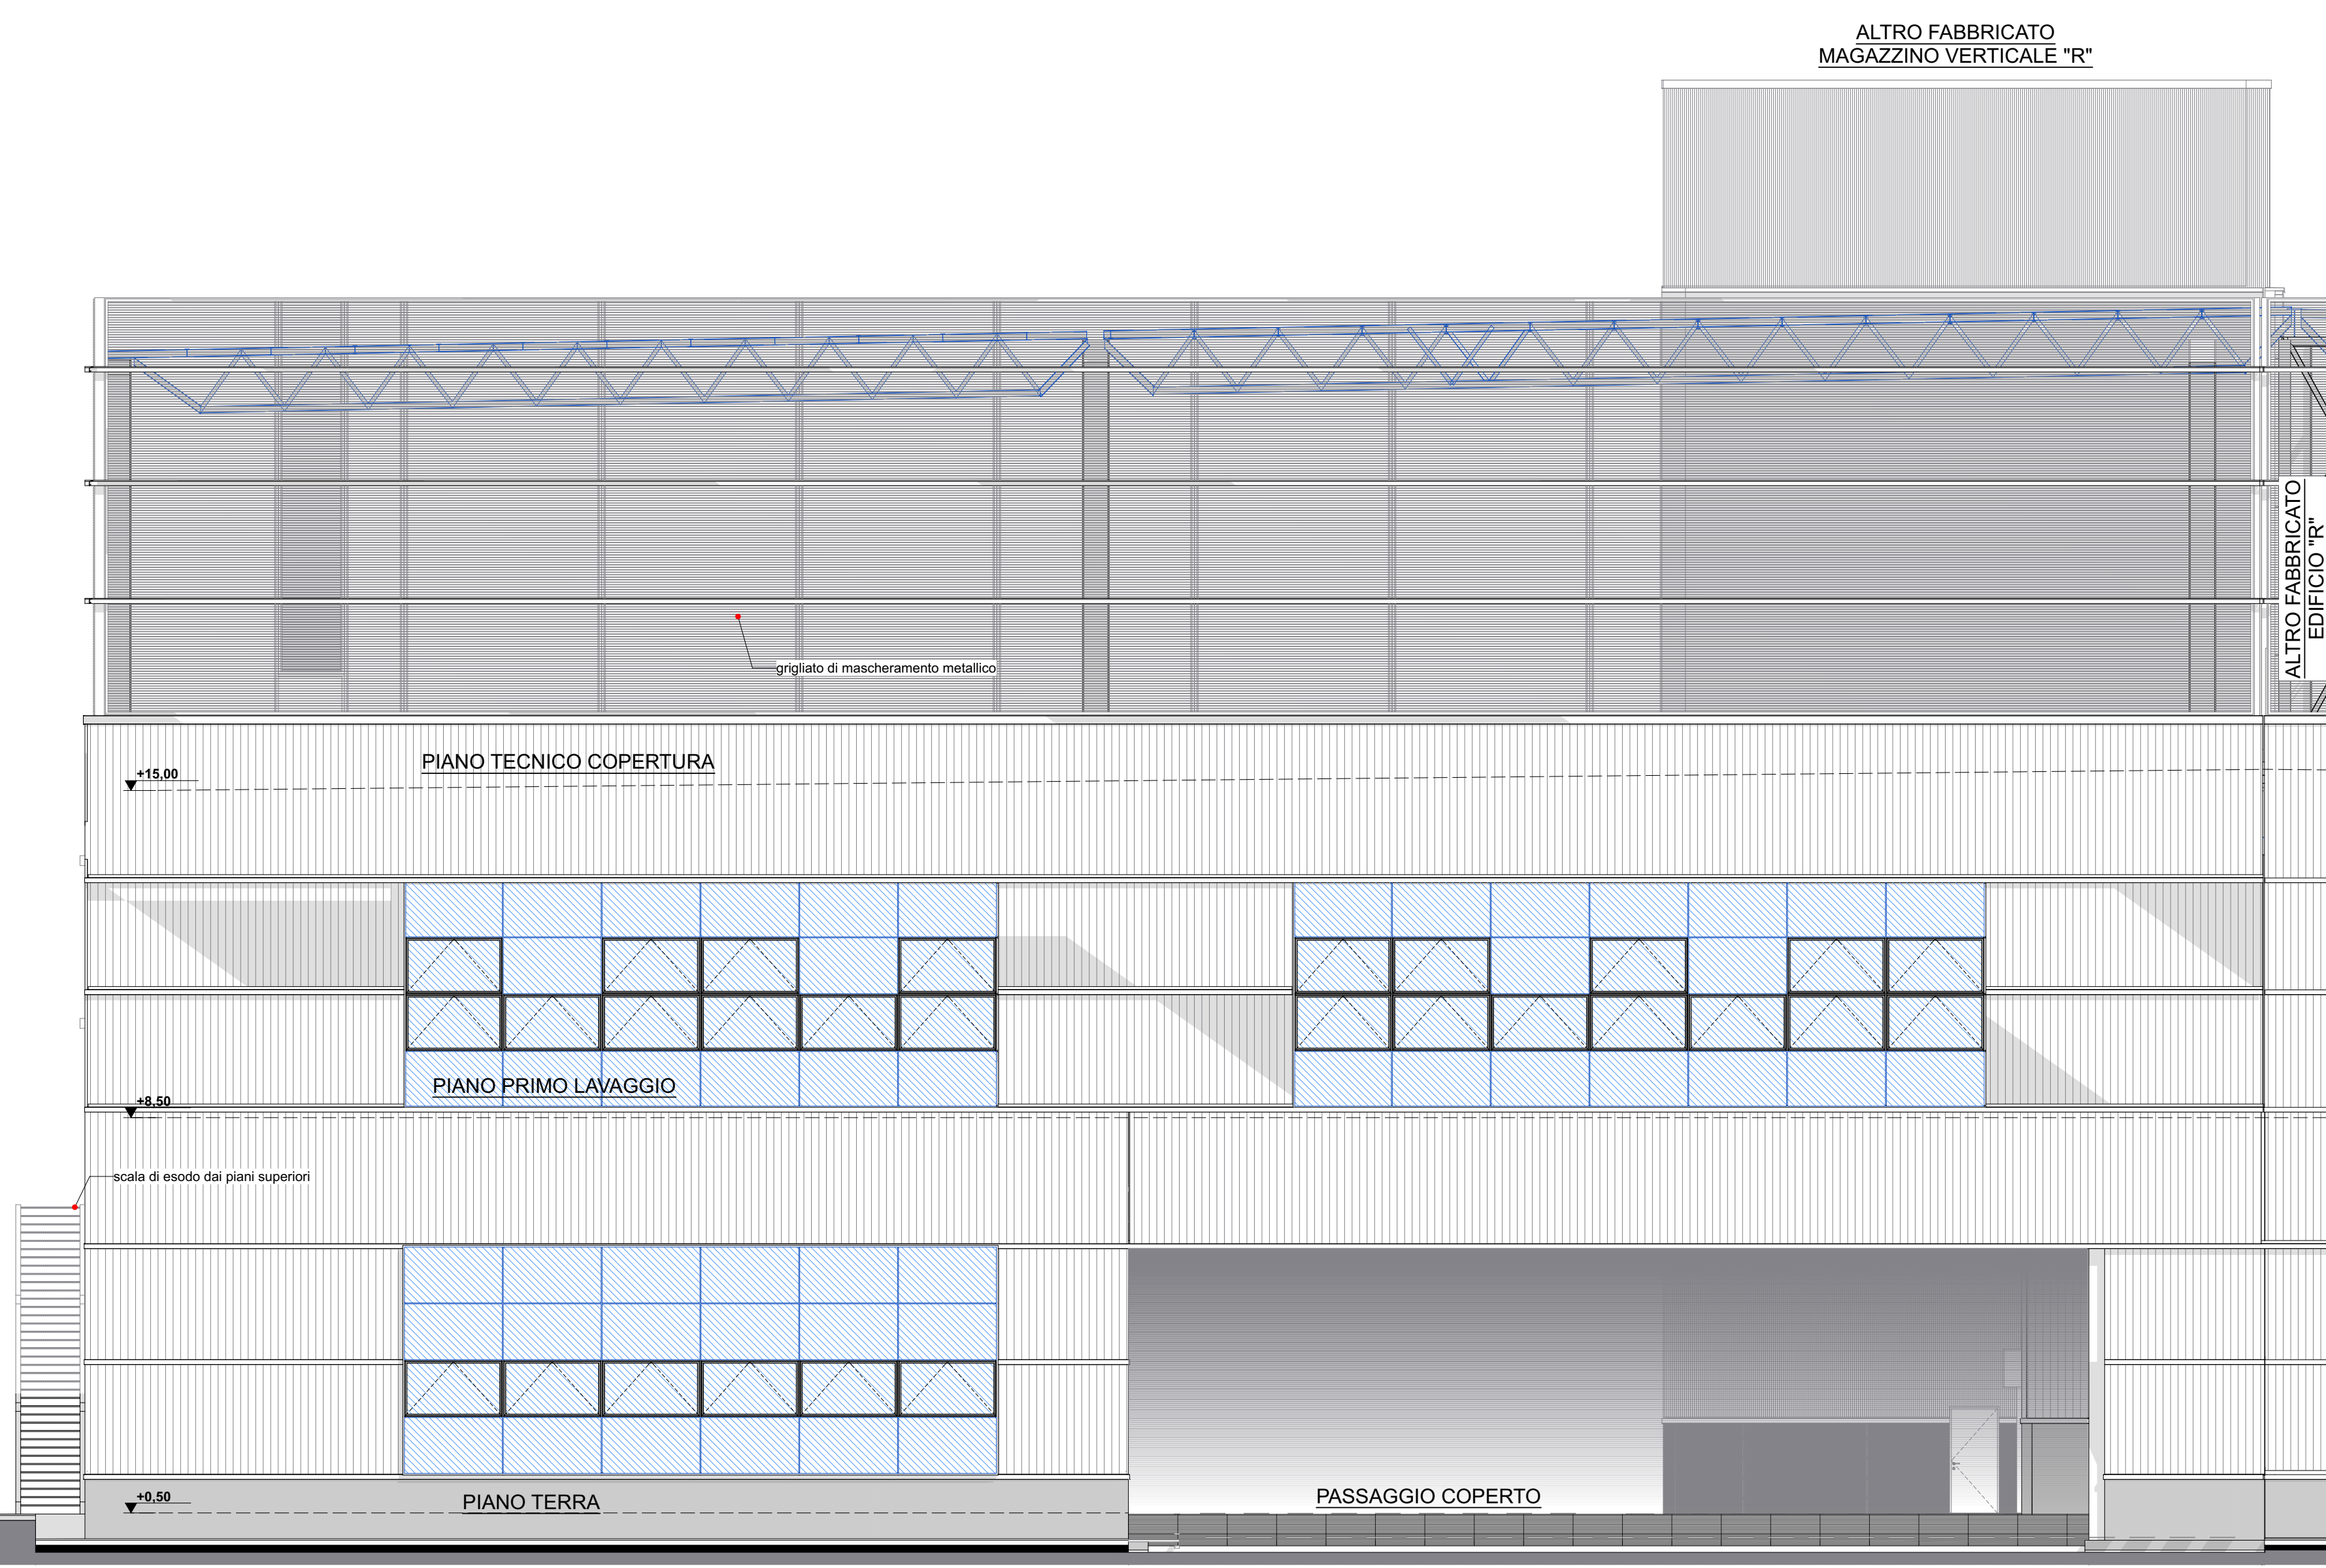 ALTRO FABBRICATO
MAGAZZINO VERTICALE "R"
ALTRO FABBRICATO
EDIFICIO "R"
grigliato di mascheramento metallico
PIANO TECNICO COPERTURA
+15,00
PIANO PRIMO LAVAGGIO
+8,50
scala di esodo dai piani superiori
+0,50
PIANO TERRA
PASSAGGIO COPERTO